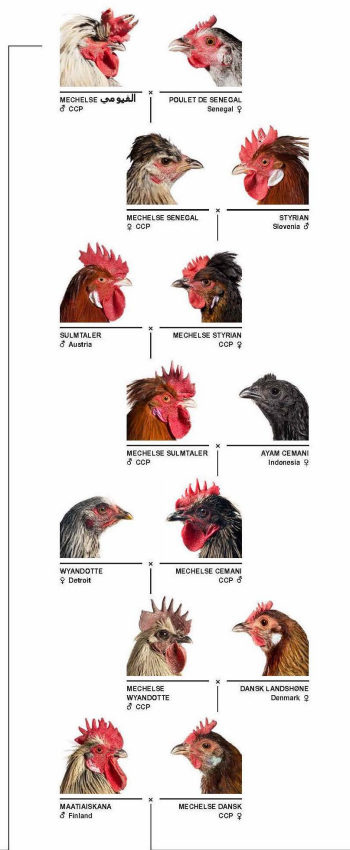 ×
MECHELSE الفيومي
♂ CCP
POULET DE SENEGAL
Senegal ♀
MECHELSE SENEGAL
♀ CCP
×
STYRIAN
Slovenia ♂
×
SULMTALER
♂ Austria
MECHELSE STYRIAN
CCP ♀
×
MECHELSE SULMTALER
♂ CCP
AYAM CEMANI
Indonesia ♀
×
WYANDOTTE
♀ Detroit
MECHELSE CEMANI
CCP ♂
×
MECHELSE
WYANDOTTE
♂ CCP
DANSK LANDSHØNE
Denmark ♀
×
MAATIAISKANA
♂ Finland
MECHELSE DANSK
CCP ♀